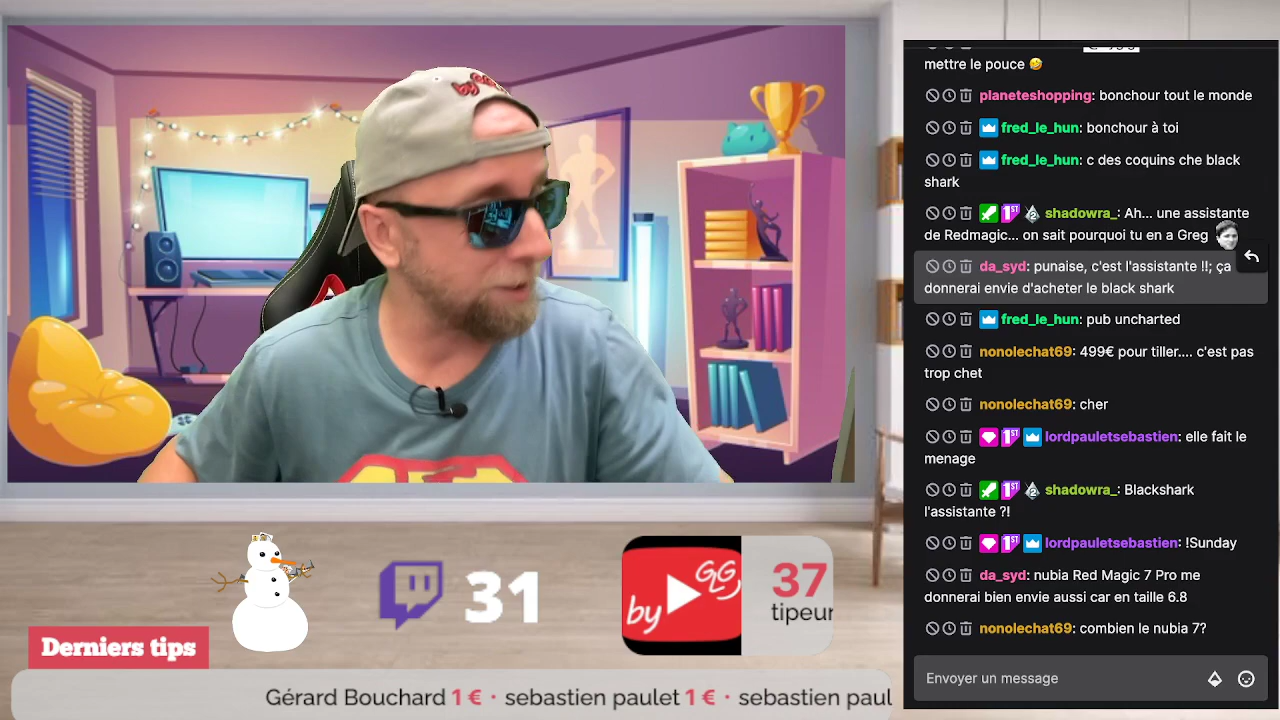 mettre le pouce
planeteshopping: bonchour tout le monde
fred_le_hun: bonchour à toi
fred_le_hun: c des coquins che black
shark
shadowra_: Ah... une assistante
de Redmagic... on sait pourquoi tu en a Greg
da_syd: punaise, c'est l'assistante !!; ça
donnerai envie d'acheter le black shark
fred_le_hun: pub uncharted
nonolechat69: 499€ pour tiller.... c'est pas
trop chet
nonolechat69: cher
lordpauletsebastien: elle fait le
menage
shadowra_: Blackshark
l'assistante ?!
lordpauletsebastien: !Sunday
da_syd: nubia Red Magic 7 Pro me
donnerai bien envie aussi car en taille 6.8
nonolechat69: combien le nubia 7?
Envoyer un message
31
by GG
37
tipeur
Derniers tips
Gérard Bouchard 1 € · sebastien paulet 1 € · sebastien paul